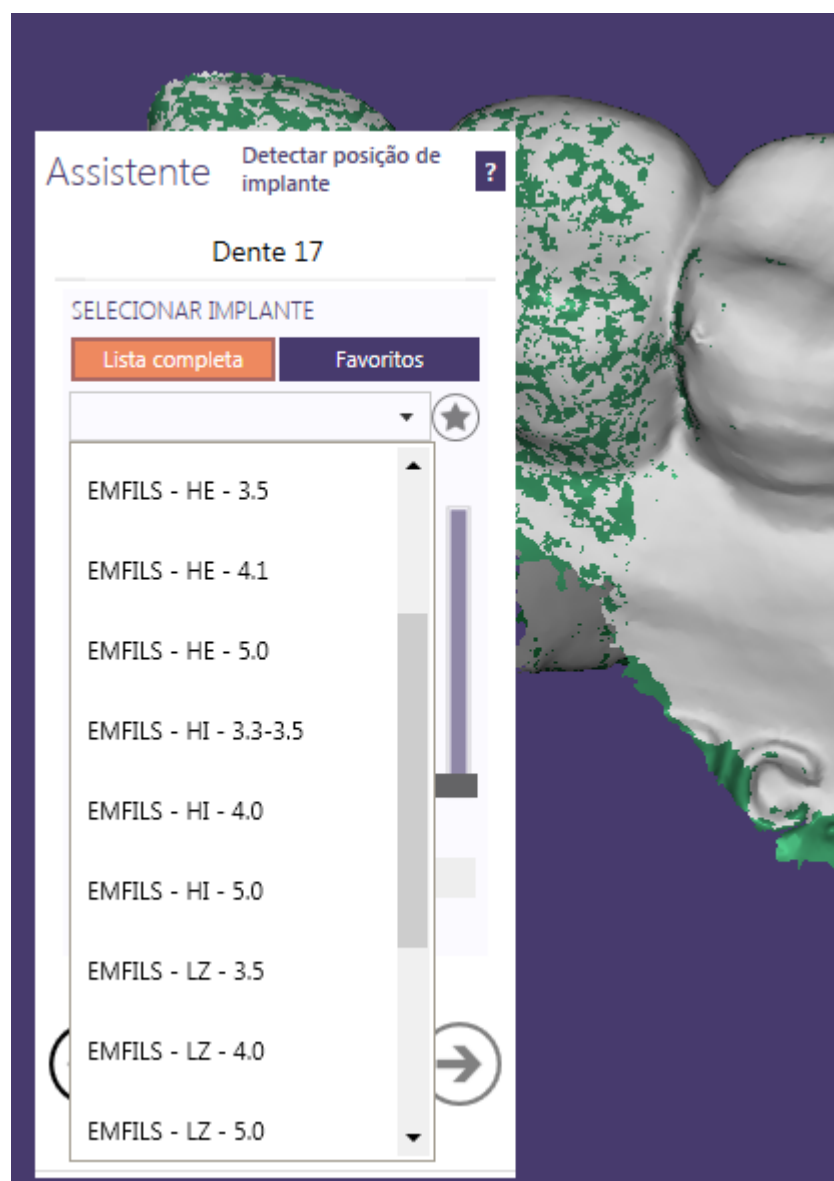 Assistente
Detectar posição de
implante
?
Dente 17
SELECIONAR IMPLANTE
Lista completa
Favoritos
EMFILS - HE - 3.5
EMFILS - HE - 4.1
EMFILS - HE - 5.0
EMFILS - HI - 3.3-3.5
EMFILS - HI - 4.0
EMFILS - HI - 5.0
EMFILS - LZ - 3.5
EMFILS - LZ - 4.0
EMFILS - LZ - 5.0